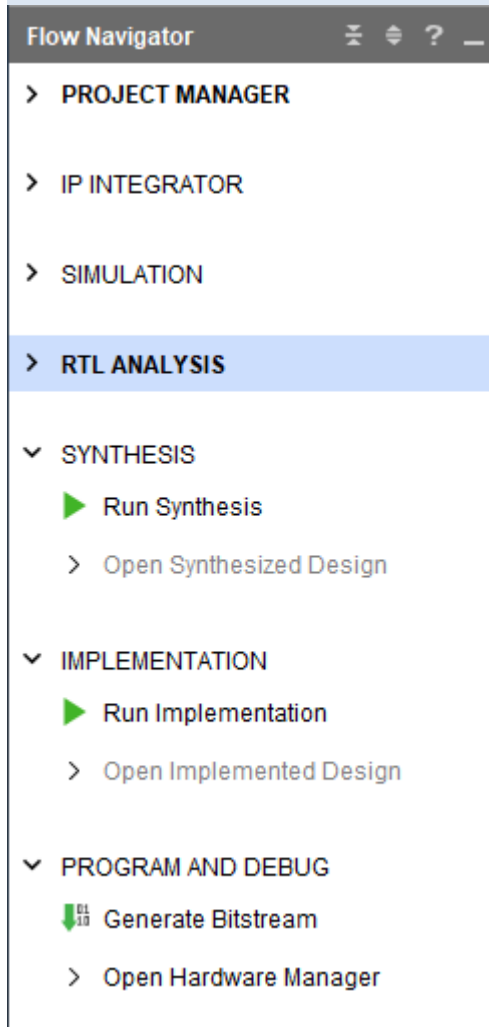 Flow Navigator ?
PROJECT MANAGER
IP INTEGRATOR
SIMULATION
RTL ANALYSIS
SYNTHESIS
Run Synthesis
Open Synthesized Design
IMPLEMENTATION
Run Implementation
Open Implemented Design
PROGRAM AND DEBUG
Generate Bitstream
Open Hardware Manager